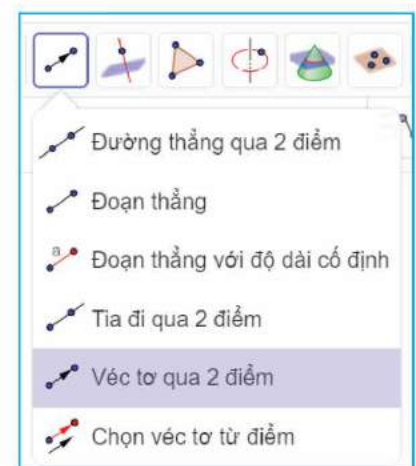 Đường thẳng qua 2 điểm
Đoạn thẳng
a
Đoạn thẳng với độ dài cố định
Tia đi qua 2 điểm
Véc tơ qua 2 điểm
Chọn véc tơ từ điểm